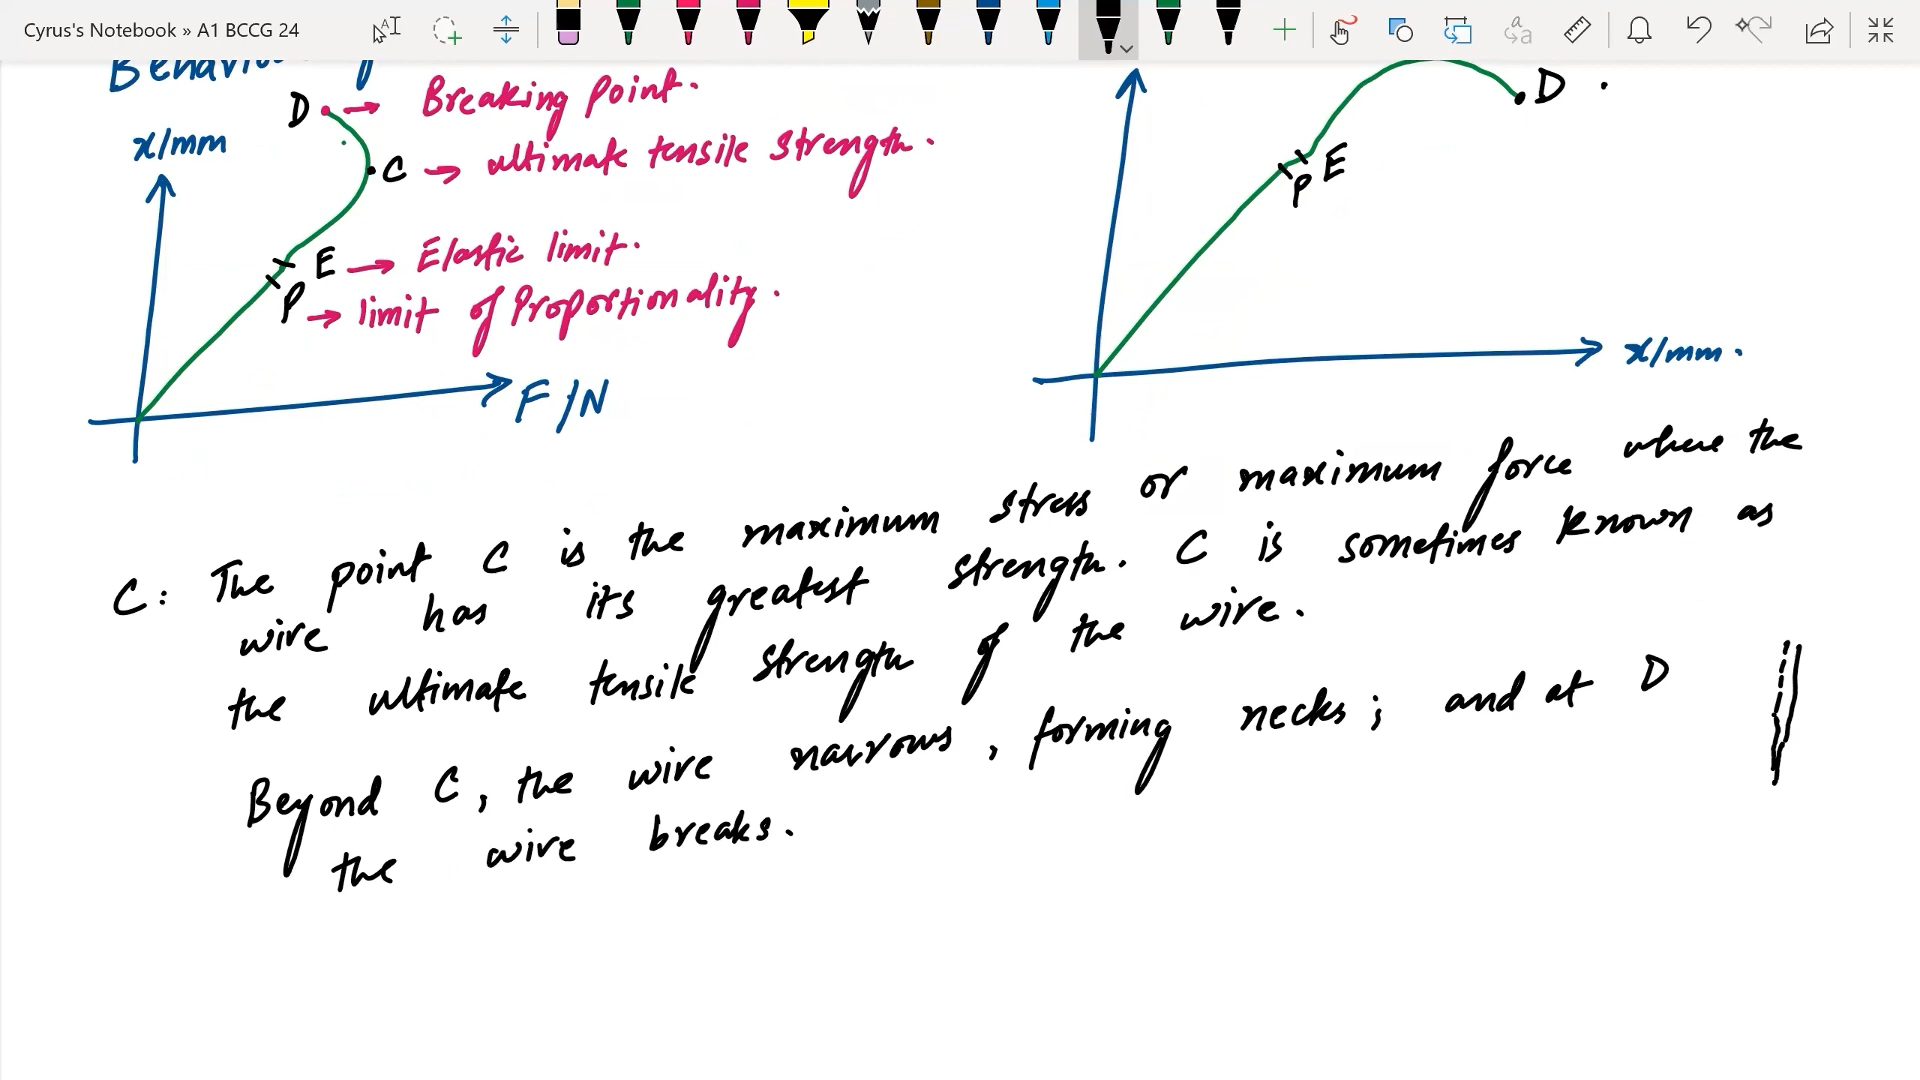 Cyrus's Notebook » A1 BCCG 24
D → Breaking point.
x/mm
C → ultimate tensile strength.
E → Elastic limit.
P → limit of Proportionality.
F/N
D.
E
P
x/mm.
C: The point C is the maximum stress or maximum force where the
wire has its greatest strength. C is sometimes known as
the ultimate tensile strength of the wire.
Beyond C, the wire narrows, forming necks; and at D
the wire breaks.